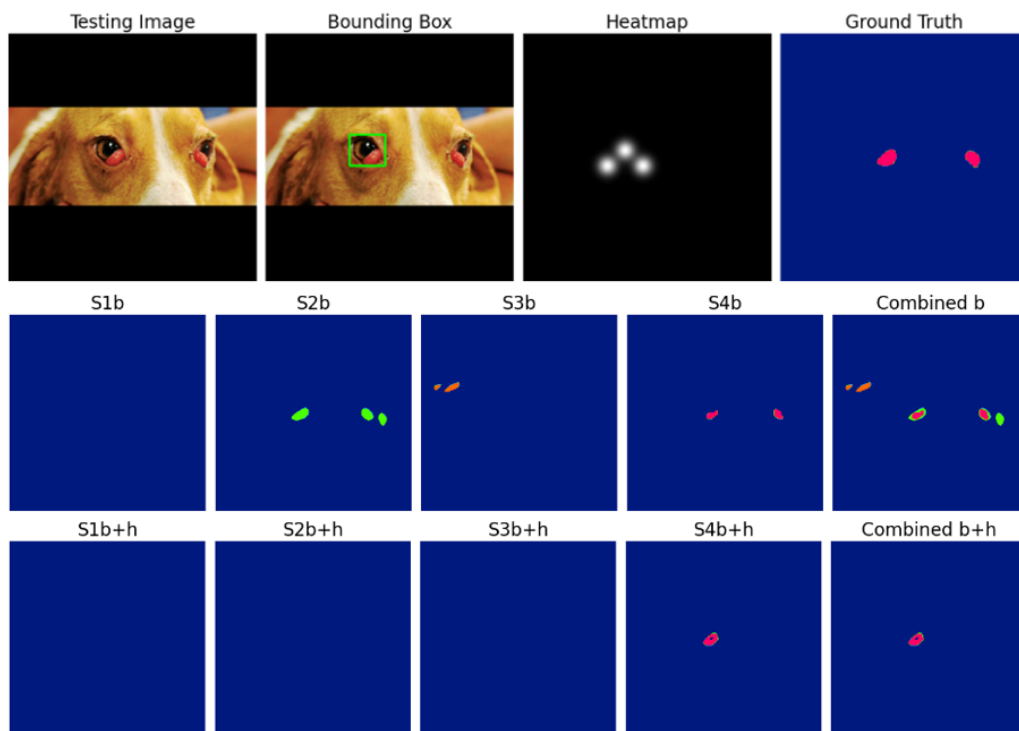 Testing Image Bounding Box Heatmap Ground Truth
S1b S2b S3b S4b Combined b
S1b+h S2b+h S3b+h S4b+h Combined b+h